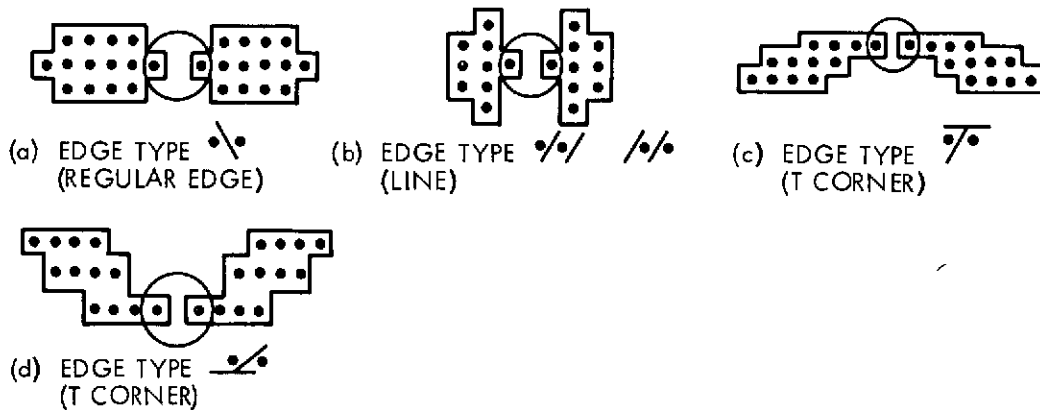 (a) EDGE TYPE
(REGULAR EDGE)
(b) EDGE TYPE
(LINE)
(c) EDGE TYPE
(T CORNER)
(d) EDGE TYPE
(T CORNER)